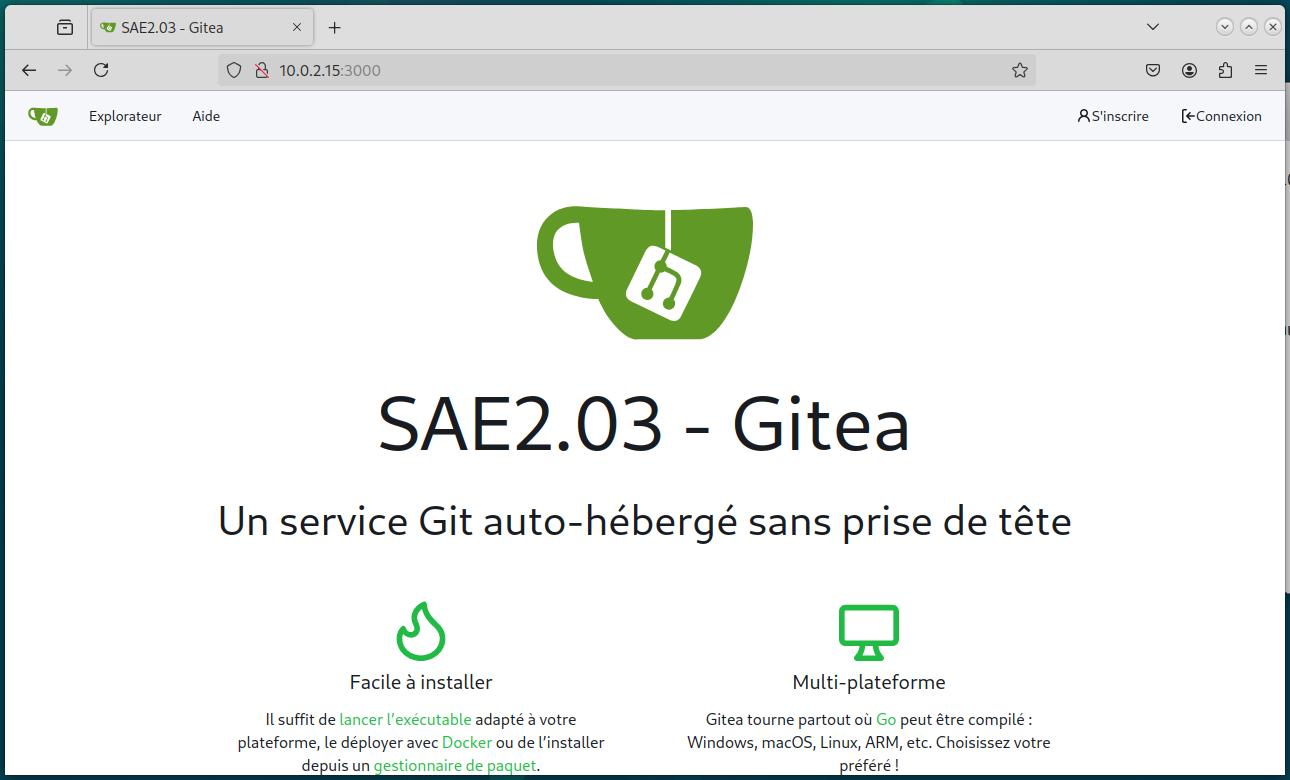 SAE2.03 - Gitea
10.0.2.15:3000
Explorateur Aide S'inscrire Connexion
SAE2.03 - Gitea
Un service Git auto-hébergé sans prise de tête
Facile à installer
Il suffit de lancer l’exécutable adapté à votre
plateforme, le déployer avec Docker ou de l’installer
depuis un gestionnaire de paquet.
Multi-plateforme
Gitea tourne partout où Go peut être compilé :
Windows, macOS, Linux, ARM, etc. Choisissez votre
préféré !